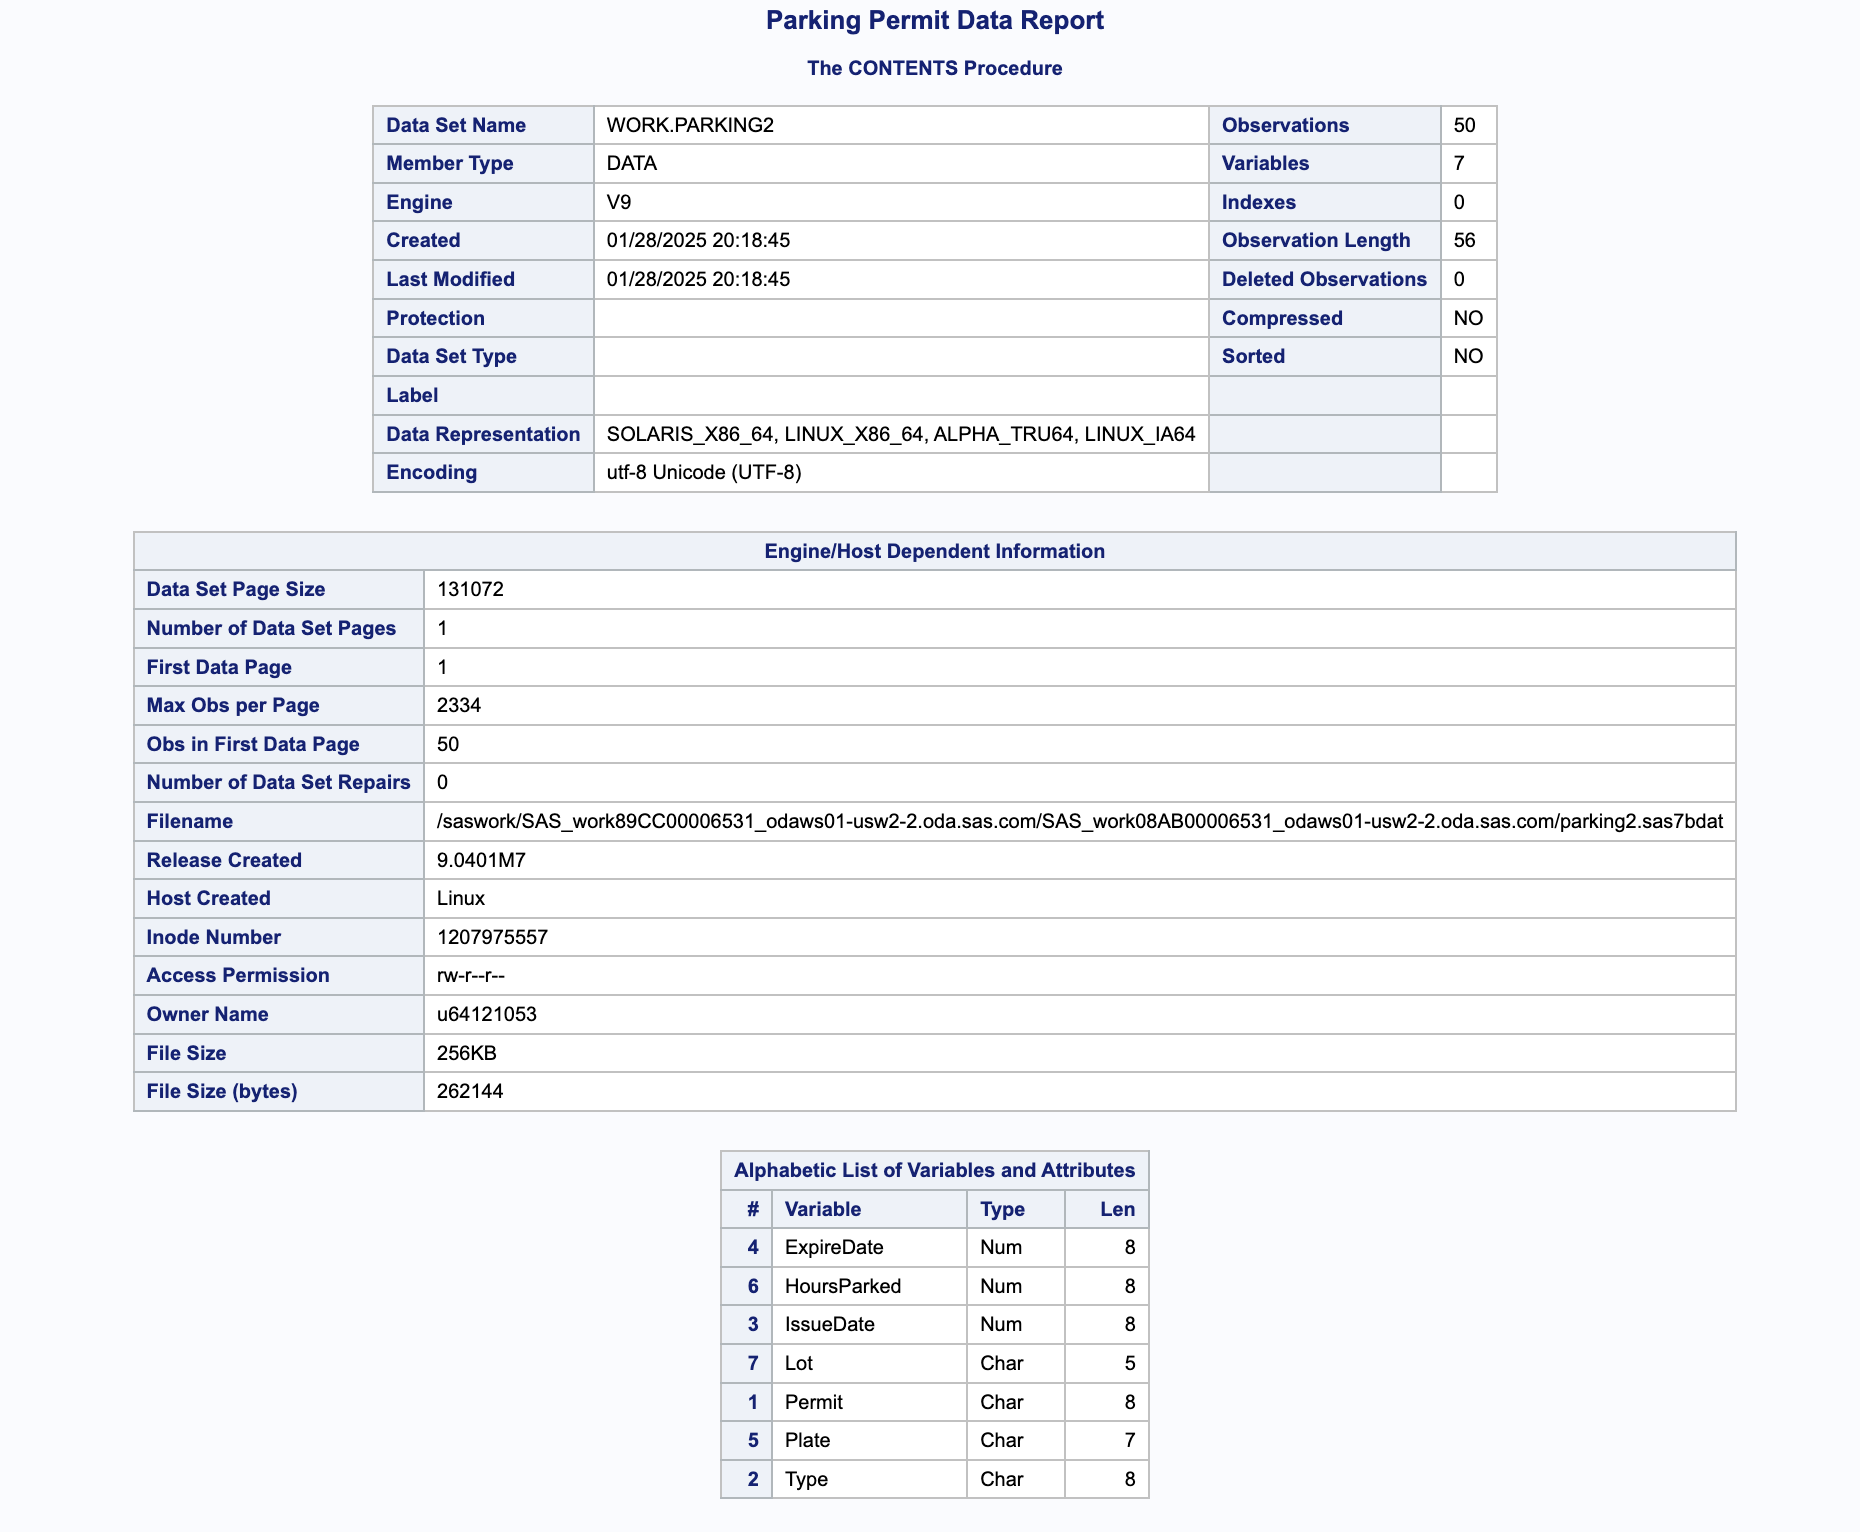 Parking Permit Data Report
The CONTENTS Procedure
Data Set Name WORK.PARKING2 Observations 50
Member Type DATA Variables 7
Engine V9 Indexes 0
Created 01/28/2025 20:18:45 Observation Length 56
Last Modified 01/28/2025 20:18:45 Deleted Observations 0
Protection Compressed NO
Data Set Type Sorted NO
Label
Data Representation SOLARIS_X86_64, LINUX_X86_64, ALPHA_TRU64, LINUX_IA64
Encoding utf-8 Unicode (UTF-8)
Engine/Host Dependent Information
Data Set Page Size 131072
Number of Data Set Pages 1
First Data Page 1
Max Obs per Page 2334
Obs in First Data Page 50
Number of Data Set Repairs 0
Filename /saswork/SAS_work89CC00006531_odaws01-usw2-2.oda.sas.com/SAS_work08AB00006531_odaws01-usw2-2.oda.sas.com/parking2.sas7bdat
Release Created 9.0401M7
Host Created Linux
Inode Number 1207975557
Access Permission rw-r--r--
Owner Name u64121053
File Size 256KB
File Size (bytes) 262144
Alphabetic List of Variables and Attributes
# Variable Type Len
4 ExpireDate Num 8
6 HoursParked Num 8
3 IssueDate Num 8
7 Lot Char 5
1 Permit Char 8
5 Plate Char 7
2 Type Char 8